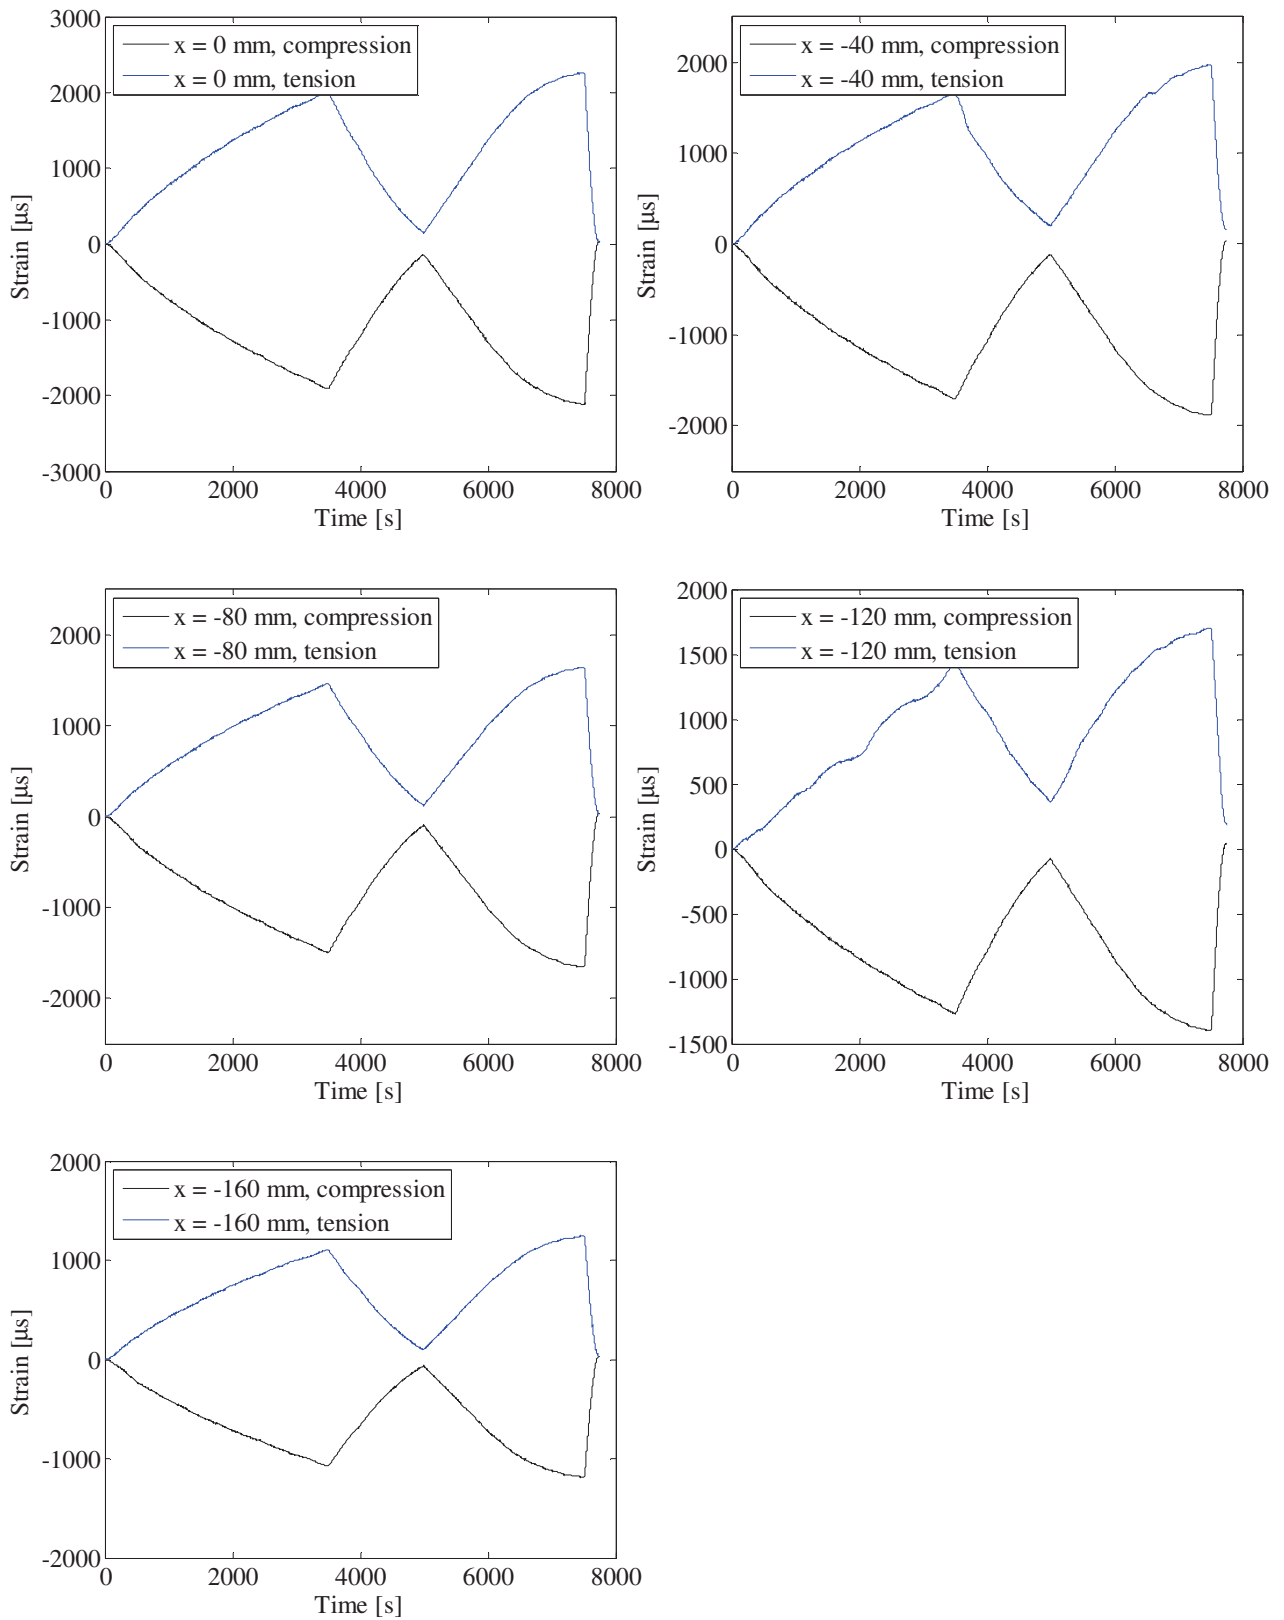 x = 0 mm, compression
x = 0 mm, tension
3000
2000
1000
0
-1000
-2000
-3000
Strain [μs]
0 2000 4000 6000 8000
Time [s]
x = -40 mm, compression
x = -40 mm, tension
2000
1000
0
-1000
-2000
Strain [μs]
0 2000 4000 6000 8000
Time [s]
x = -80 mm, compression
x = -80 mm, tension
2000
1000
0
-1000
-2000
Strain [μs]
0 2000 4000 6000 8000
Time [s]
x = -120 mm, compression
x = -120 mm, tension
2000
1500
1000
500
0
-500
-1000
-1500
Strain [μs]
0 2000 4000 6000 8000
Time [s]
x = -160 mm, compression
x = -160 mm, tension
2000
1000
0
-1000
-2000
Strain [μs]
0 2000 4000 6000 8000
Time [s]